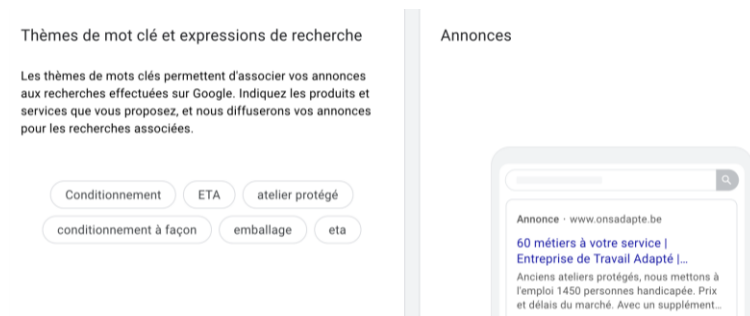 Thèmes de mot clé et expressions de recherche
Les thèmes de mots clés permettent d'associer vos annonces
aux recherches effectuées sur Google. Indiquez les produits et
services que vous proposez, et nous diffuserons vos annonces
pour les recherches associées.
Conditionnement
ETA
atelier protégé
conditionnement à façon
emballage
eta
Annonces
Annonce · www.onsadapte.be
60 métiers à votre service |
Entreprise de Travail Adapté |...
Anciens ateliers protégés, nous mettons à
l'emploi 1450 personnes handicapée. Prix
et délais du marché. Avec un supplément...